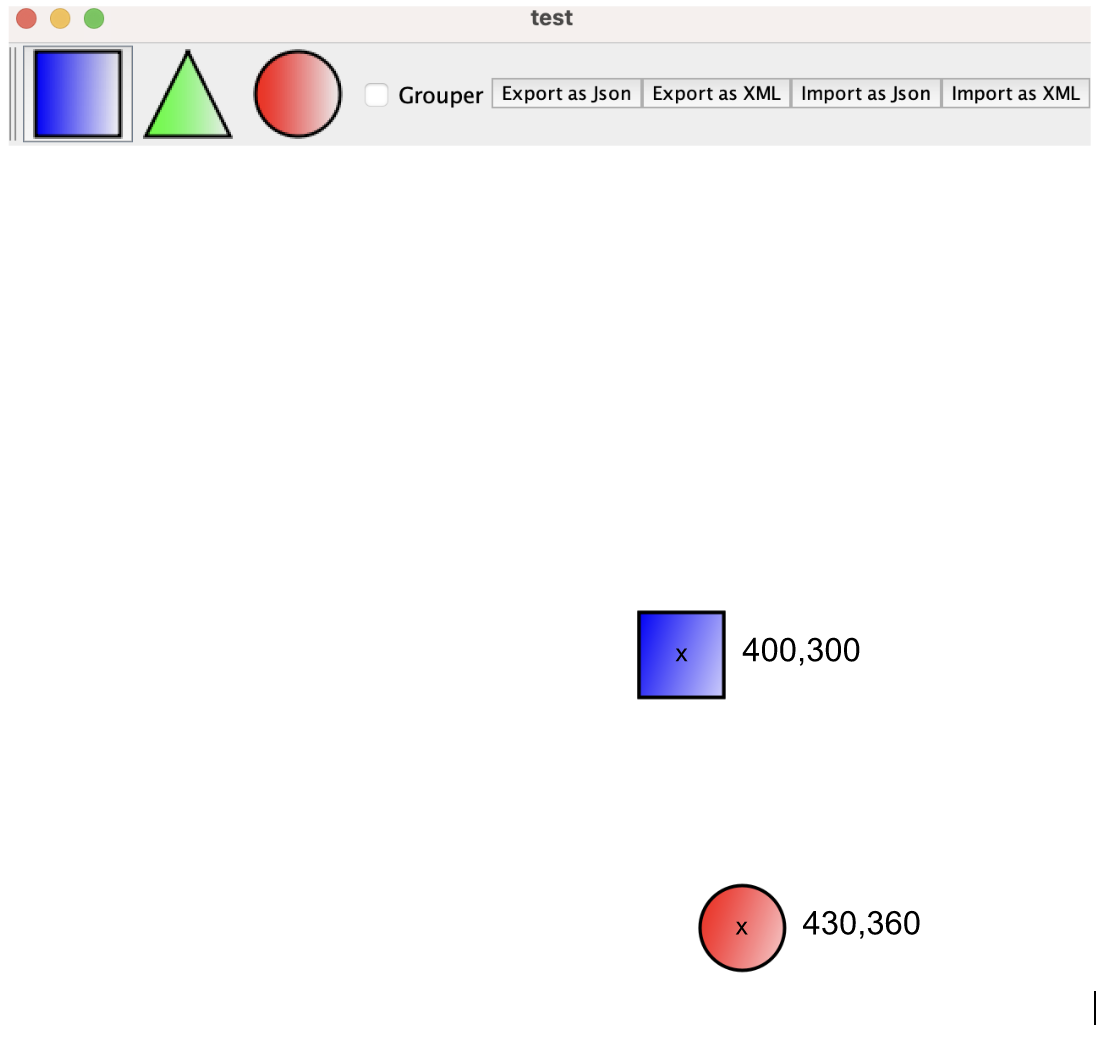 test
Grouper Export as Json Export as XML Import as Json Import as XML
x 400,300
x 430,360